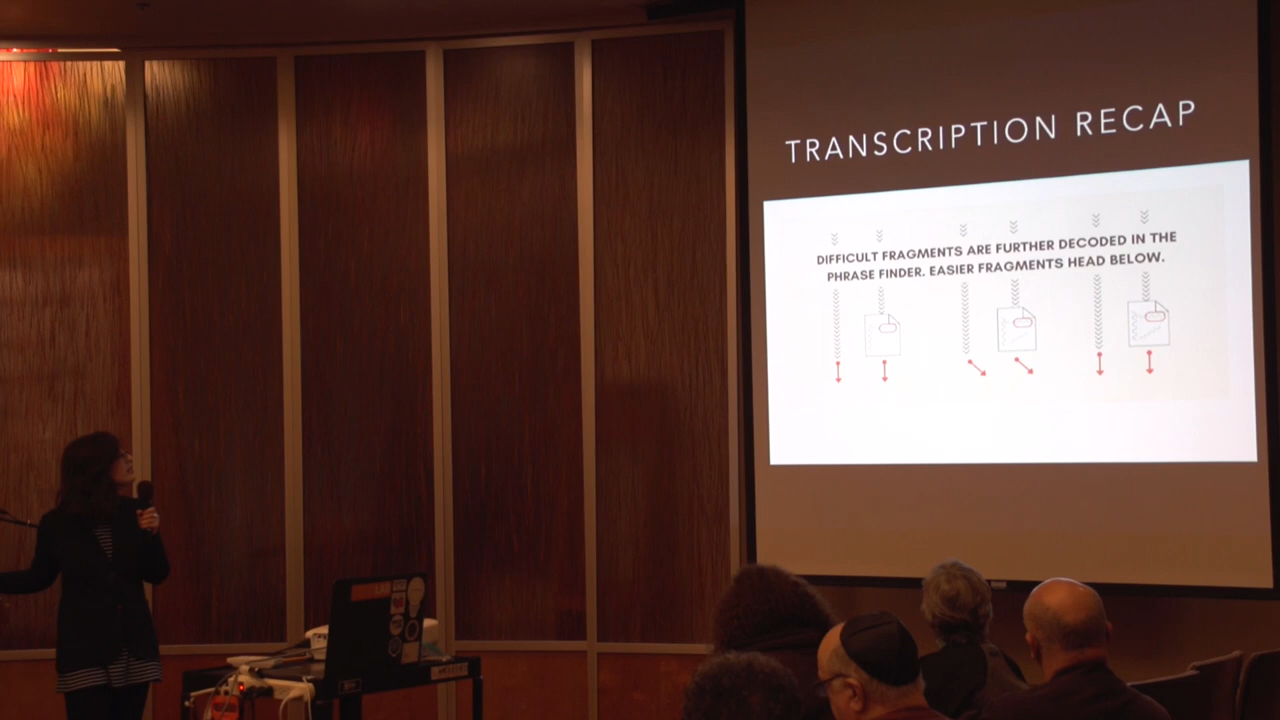 TRANSCRIPTION RECAP
DIFFICULT FRAGMENTS ARE FURTHER DECODED IN THE
PHRASE FINDER. EASIER FRAGMENTS HEAD BELOW.